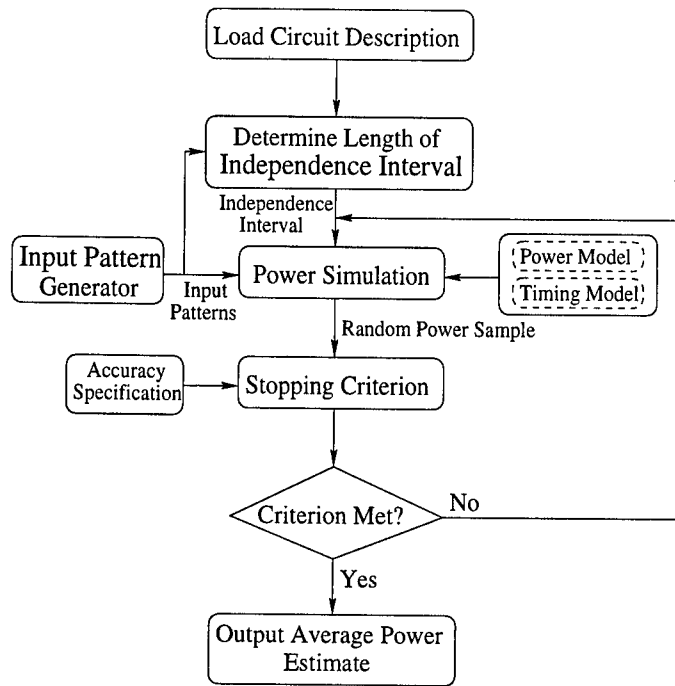 Load Circuit Description
Determine Length of
Independence Interval
Independence
Interval
Input Pattern
Generator
Input
Patterns
Power Simulation
Power Model
Timing Model
Random Power Sample
Accuracy
Specification
Stopping Criterion
Criterion Met?
No
Yes
Output Average Power
Estimate